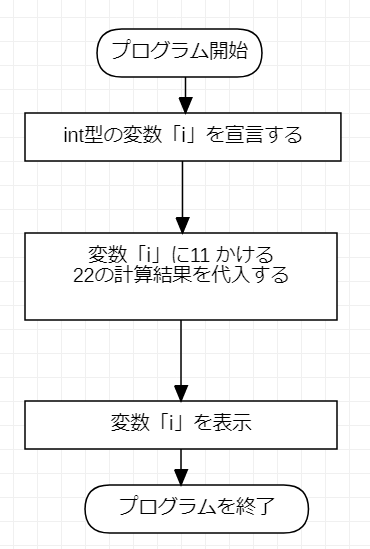 プログラム開始
int型の変数「i」を宣言する
変数「i」に11 かける
22の計算結果を代入する
変数「i」を表示
プログラムを終了